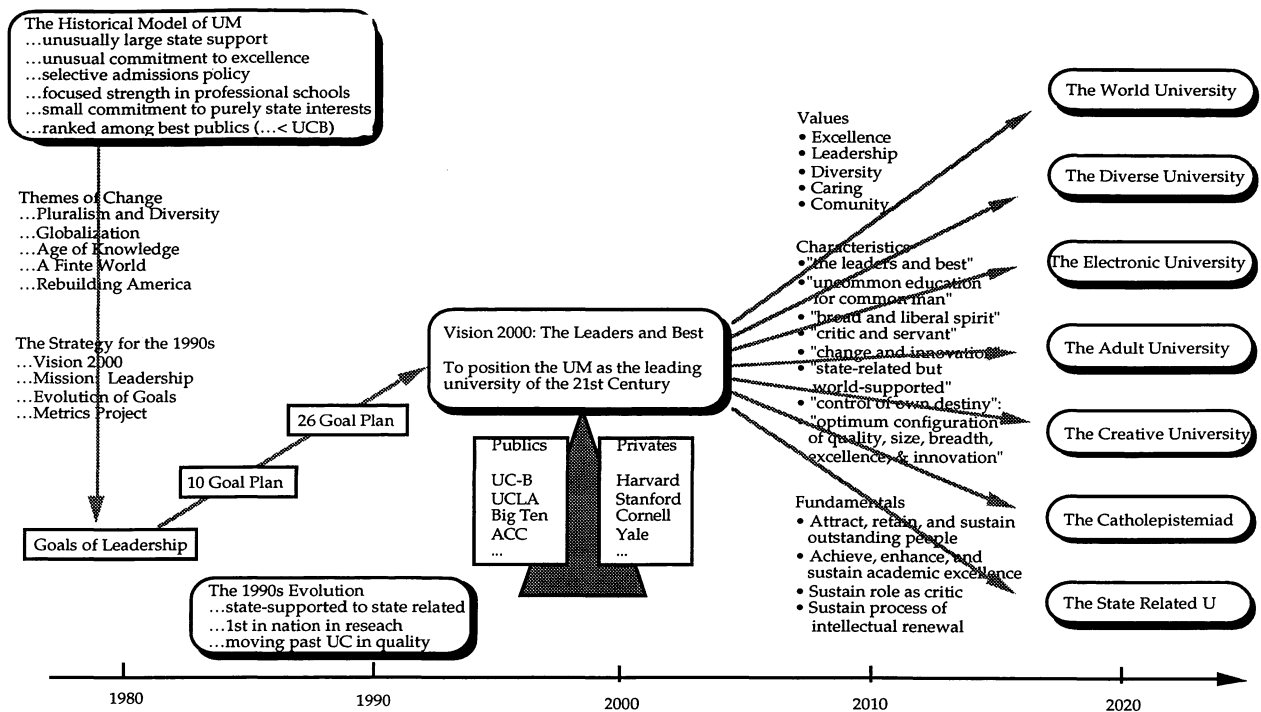 The Historical Model of UM
...unusually large state support
...unusual commitment to excellence
...selective admissions policy
...focused strength in professional schools
...small commitment to purely state interests
...ranked among best publics (...< UCB)
Themes of Change
...Pluralism and Diversity
...Globalization
...Age of Knowledge
...A Finte World
...Rebuilding America
The Strategy for the 1990s
...Vision 2000
...Mission: Leadership
...Evolution of Goals
...Metrics Project
Goals of Leadership
10 Goal Plan
26 Goal Plan
The 1990s Evolution
...state-supported to state related
...1st in nation in reseach
...moving past UC in quality
Vision 2000: The Leaders and Best
To position the UM as the leading
university of the 21st Century
Publics
UC-B
UCLA
Big Ten
ACC
...
Privates
Harvard
Stanford
Cornell
Yale
...
Values
• Excellence
• Leadership
• Diversity
• Caring
• Comunity
Characteristics
•"the leaders and best"
•"uncommon education
for common man"
• "broad and liberal spirit"
• "critic and servant"
• "change and innovation"
• "state-related but
world-supported"
• "control of own destiny":
"optimum configuration
of quality, size, breadth,
excellence, & innovation"
Fundamentals
• Attract, retain, and sustain
outstanding people
• Achieve, enhance, and
sustain academic excellence
• Sustain role as critic
• Sustain process of
intellectual renewal
The World University
The Diverse University
The Electronic University
The Adult University
The Creative University
The Catholepistemiad
The State Related U
1980
1990
2000
2010
2020